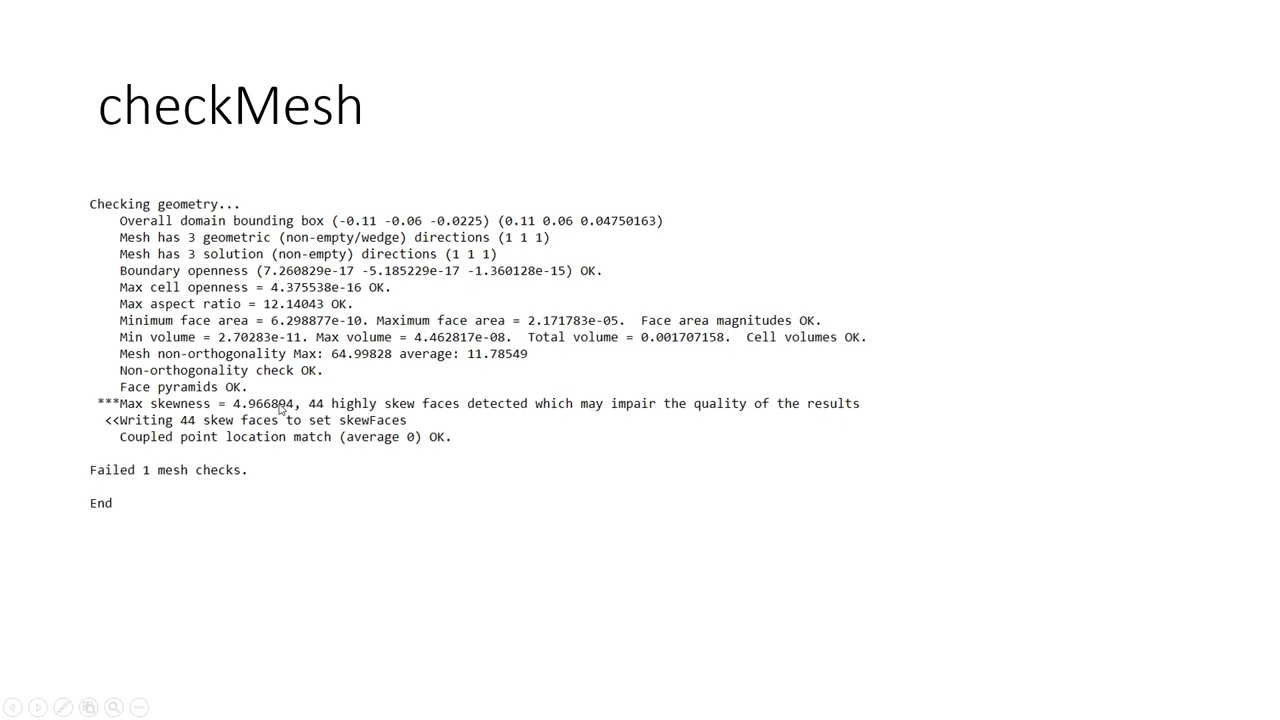 checkMesh
Checking geometry...
Overall domain bounding box (-0.11 -0.06 -0.0225) (0.11 0.06 0.04750163)
Mesh has 3 geometric (non-empty/wedge) directions (1 1 1)
Mesh has 3 solution (non-empty) directions (1 1 1)
Boundary openness (7.260829e-17 -5.185229e-17 -1.360128e-15) OK.
Max cell openness = 4.375538e-16 OK.
Max aspect ratio = 12.14043 OK.
Minimum face area = 6.298877e-10. Maximum face area = 2.171783e-05.  Face area magnitudes OK.
Min volume = 2.70283e-11. Max volume = 4.462817e-08.  Total volume = 0.001707158.  Cell volumes OK.
Mesh non-orthogonality Max: 64.99828 average: 11.78549
Non-orthogonality check OK.
Face pyramids OK.
***Max skewness = 4.966894, 44 highly skew faces detected which may impair the quality of the results
<<Writing 44 skew faces to set skewFaces
Coupled point location match (average 0) OK.
Failed 1 mesh checks.
End